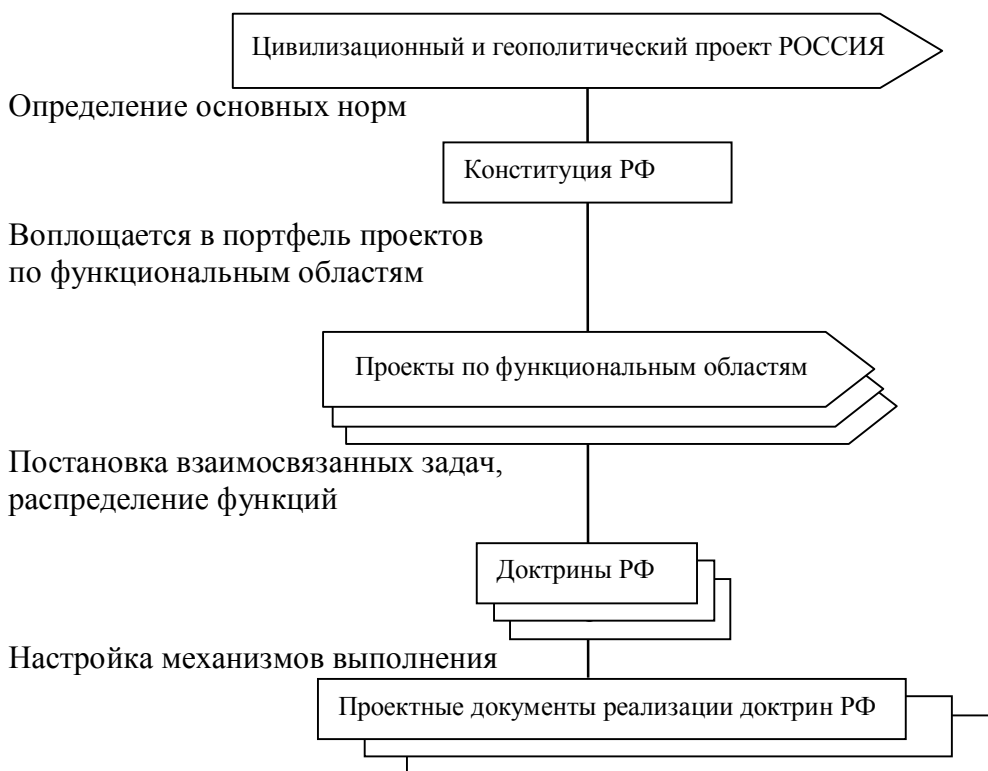 Цивилизационный и геополитический проект РОССИЯ
Определение основных норм
Конституция РФ
Воплощается в портфель проектов
по функциональным областям
Проекты по функциональным областям
Постановка взаимосвязанных задач,
распределение функций
Доктрины РФ
Настройка механизмов выполнения
Проектные документы реализации доктрин РФ